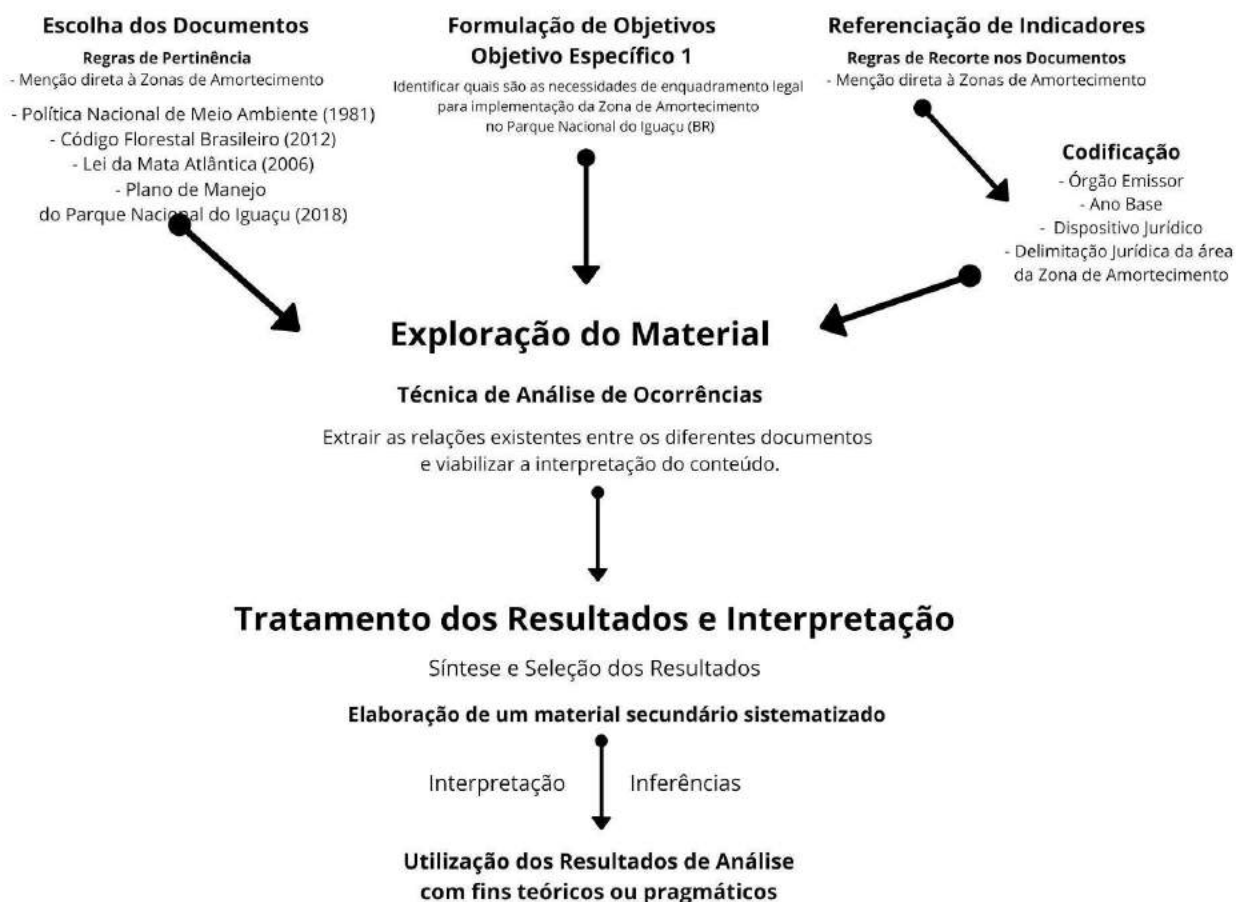 Escolha dos Documentos
Regras de Pertinência
- Menção direta à Zonas de Amortecimento
- Política Nacional de Meio Ambiente (1981)
- Código Florestal Brasileiro (2012)
- Lei da Mata Atlântica (2006)
- Plano de Manejo
do Parque Nacional do Iguaçu (2018)
Formulação de Objetivos
Objetivo Específico 1
Identificar quais são as necessidades de enquadramento legal
para implementação da Zona de Amortecimento
no Parque Nacional do Iguaçu (BR)
Referenciação de Indicadores
Regras de Recorte nos Documentos
- Menção direta à Zonas de Amortecimento
Codificação
- Órgão Emissor
- Ano Base
- Dispositivo Jurídico
- Delimitação Jurídica da área
da Zona de Amortecimento
Exploração do Material
Técnica de Análise de Ocorrências
Extrair as relações existentes entre os diferentes documentos
e viabilizar a interpretação do conteúdo.
Tratamento dos Resultados e Interpretação
Síntese e Seleção dos Resultados
Elaboração de um material secundário sistematizado
Interpretação Inferências
Utilização dos Resultados de Análise
com fins teóricos ou pragmáticos